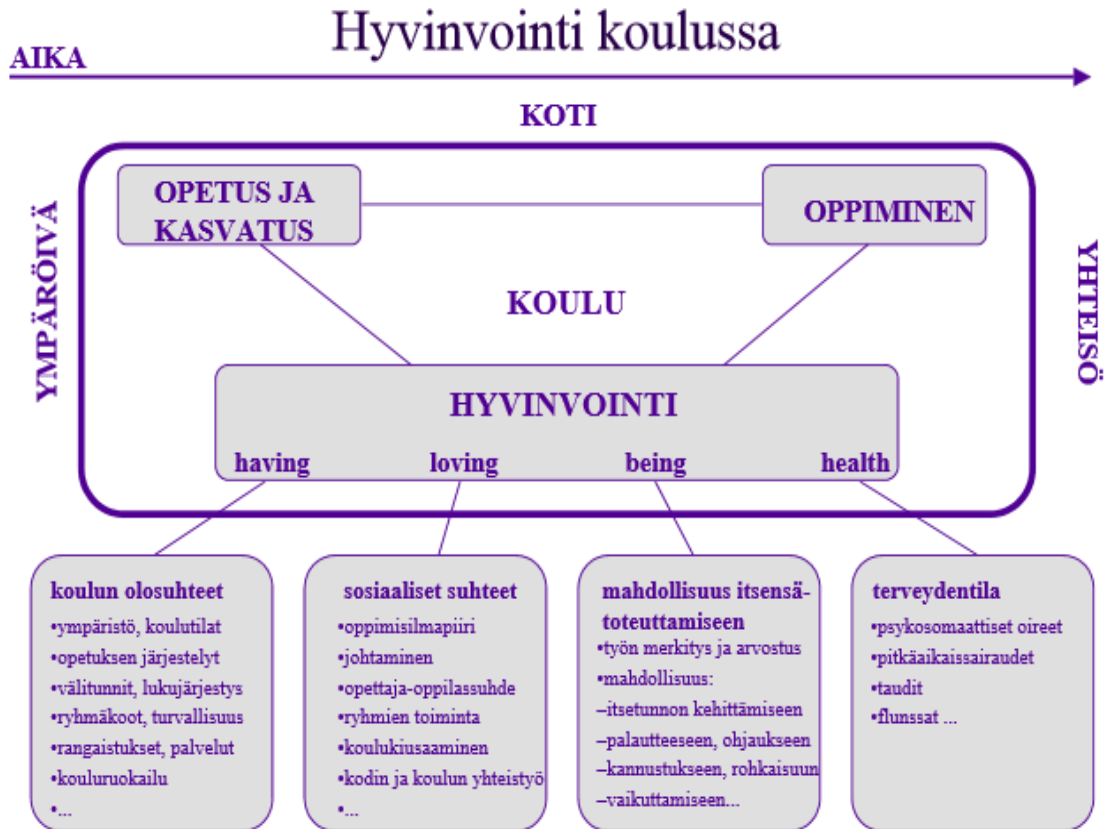 Hyvinvointi koulussa
AIKA
KOTI
YMPÄRÖIVÄ
YHTEISÖ
OPETUS JA
KASVATUS
OPPIMINEN
KOULU
HYVINVOINTI
having loving being health
koulun olosuhteet
•ympäristö, koulutilat
•opetuksen järjestelyt
•välitunnit, lukujärjestys
•ryhmäkoot, turvallisuus
•rangaistukset, palvelut
•kouluruokailu
•...
sosiaaliset suhteet
•oppimisilmapiiri
•johtaminen
•opettaja-oppilassuhde
•ryhmien toiminta
•koulukiusaaminen
•kodin ja koulun yhteistyö
•...
mahdollisuus itsensä-
toteuttamiseen
•työn merkitys ja arvostus
•mahdollisuus:
–itsetunnon kehittämiseen
–palautteeseen, ohjaukseen
–kannustukseen, rohkaisuun
–vaikuttamiseen...
terveydentila
•psykosomaattiset oireet
•pitkäaikaissairaudet
•taudit
•flunssat ...